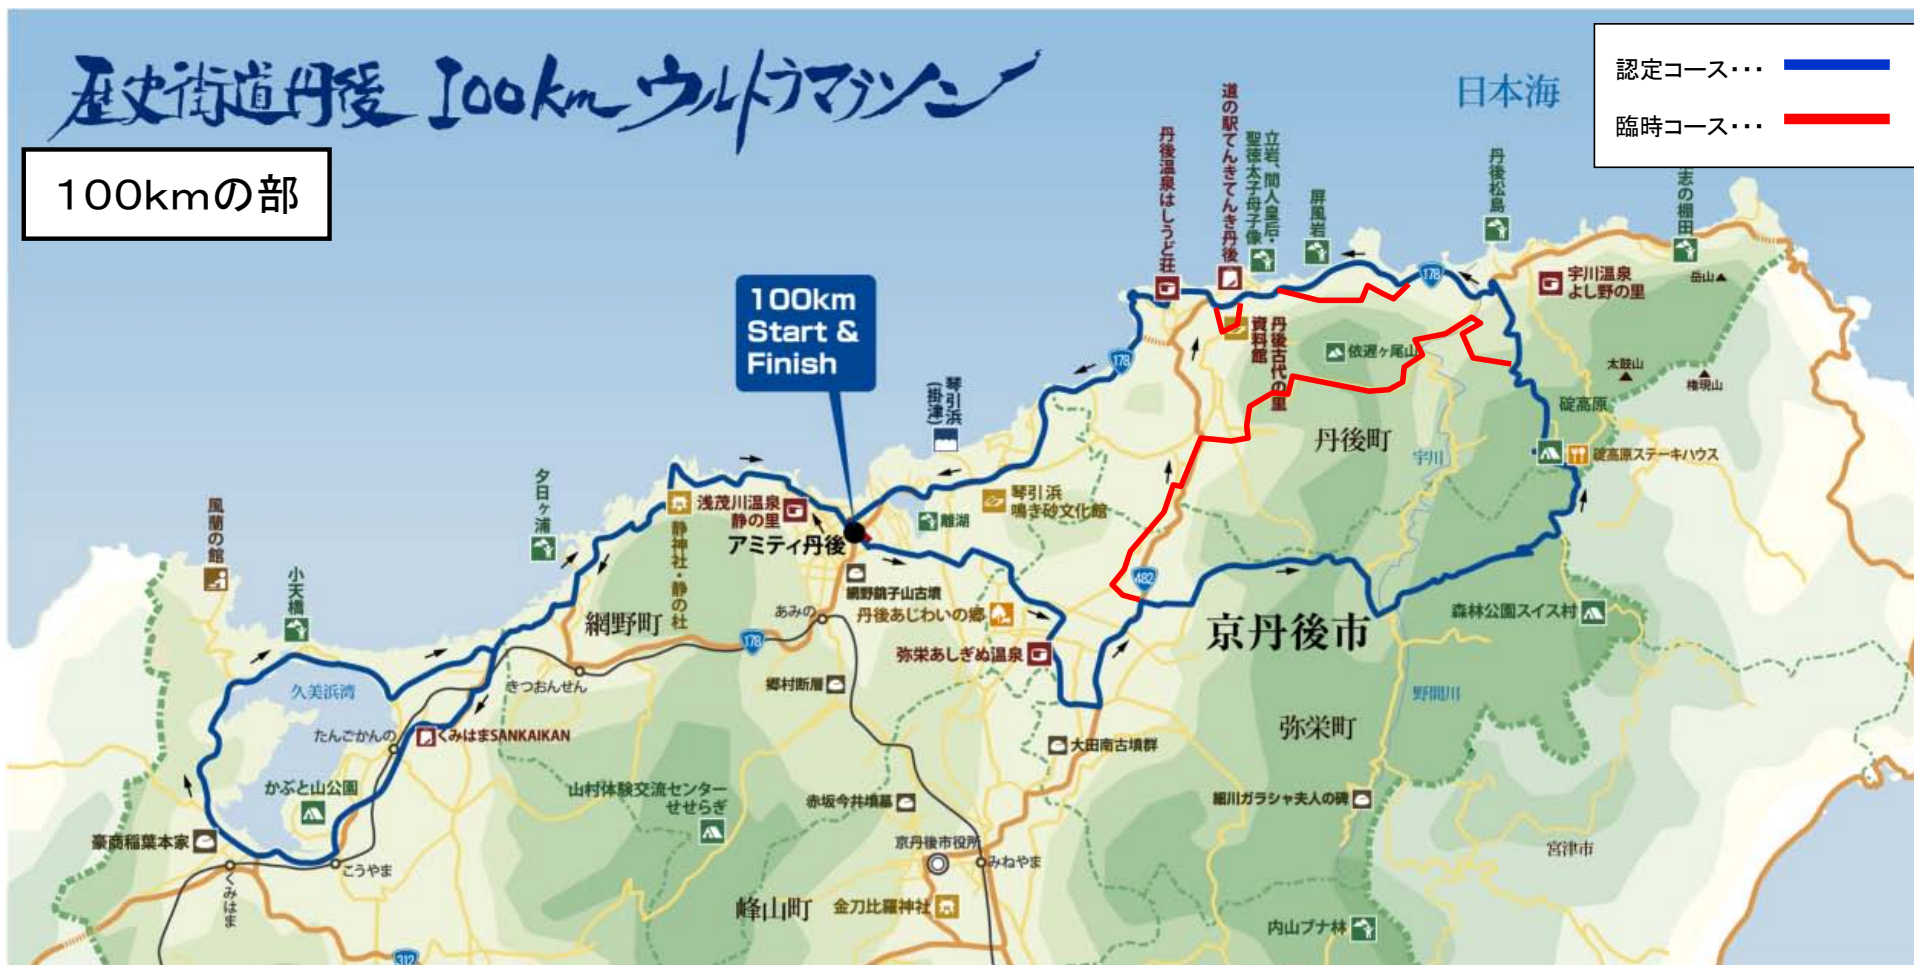 歴史街道丹後 100km ウルトラマラソン
100kmの部
認定コース・・・
臨時コース・・・
日本海
100km
Start &
Finish
丹後温泉はしうど荘
道の駅てんきてんき丹後
立岩、間人皇后・
聖徳太子母子像
屏風岩
丹後松島
志の棚田
宇川温泉
よし野の里
岳山
178
丹後古代の里
資料館
依遅ヶ尾山
太鼓山
権現山
碇高原
178
琴引浜
(掛津)
丹後町
宇川
碇高原ステーキハウス
夕日ヶ浦
風蘭の館
小天橋
浅茂川温泉
静の里
静神社・静の杜
アミティ丹後
離湖
琴引浜
鳴き砂文化館
網野銚子山古墳
丹後あじわいの郷
482
京丹後市
森林公園スイス村
あみの
網野町
178
弥栄あしぎぬ温泉
久美浜湾
きつおんせん
郷村断層
野間川
弥栄町
たんごかんの
くみはまSANKAIKAN
大田南古墳群
かぶと山公園
山村体験交流センター
せせらぎ
赤坂今井墳墓
細川ガラシャ夫人の碑
豪商稲葉本家
京丹後市役所
みねやま
宮津市
こうやま
くみはま
峰山町
金刀比羅神社
内山ブナ林
312